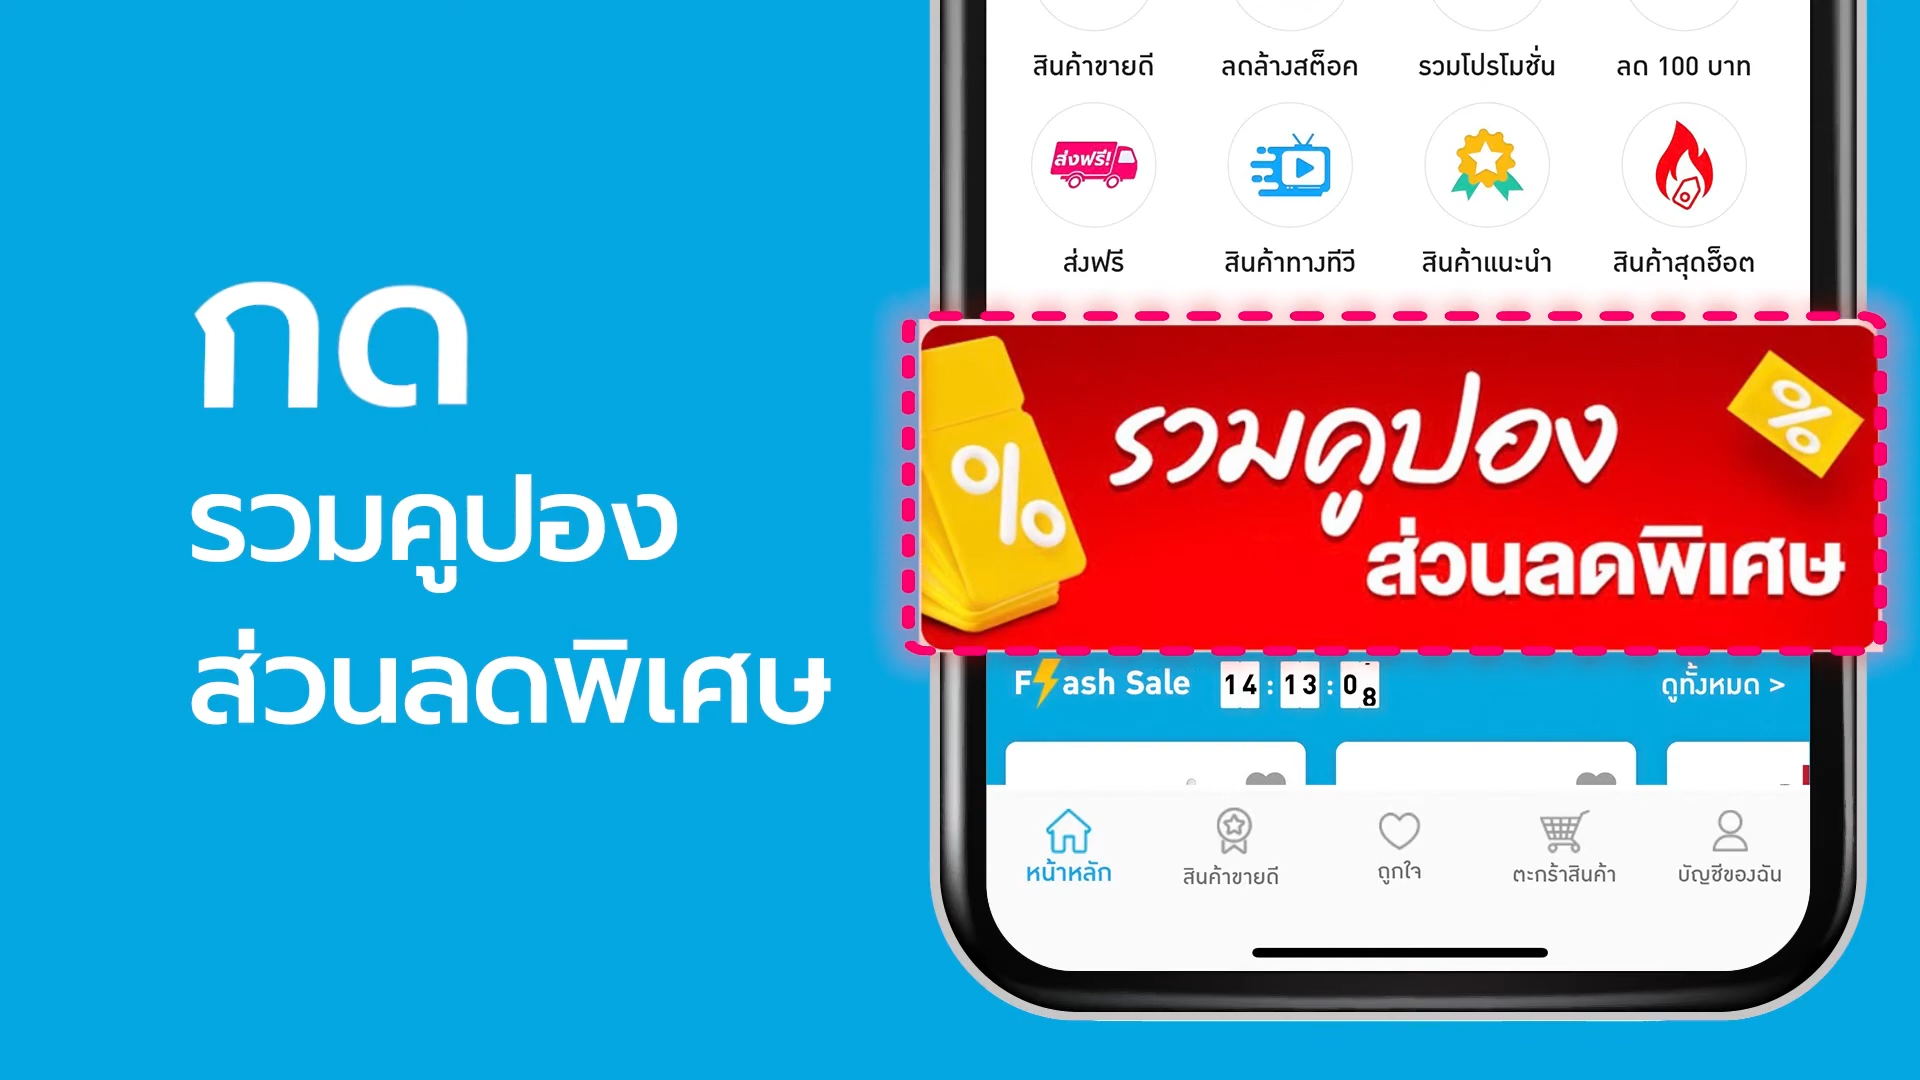 กด
รวมคูปอง
ส่วนลดพิเศษ
สินค้าขายดี
ลดล้างสต็อค
รวมโปรโมชั่น
ลด 100 บาท
ส่งฟรี!
ส่งฟรี
สินค้าทางทีวี
สินค้าแนะนำ
สินค้าสุดฮ็อต
%
รวมคูปอง
%
ส่วนลดพิเศษ
Flash Sale 14:13:08
ดูทั้งหมด >
หน้าหลัก
สินค้าขายดี
ถูกใจ
ตะกร้าสินค้า
บัญชีของฉัน